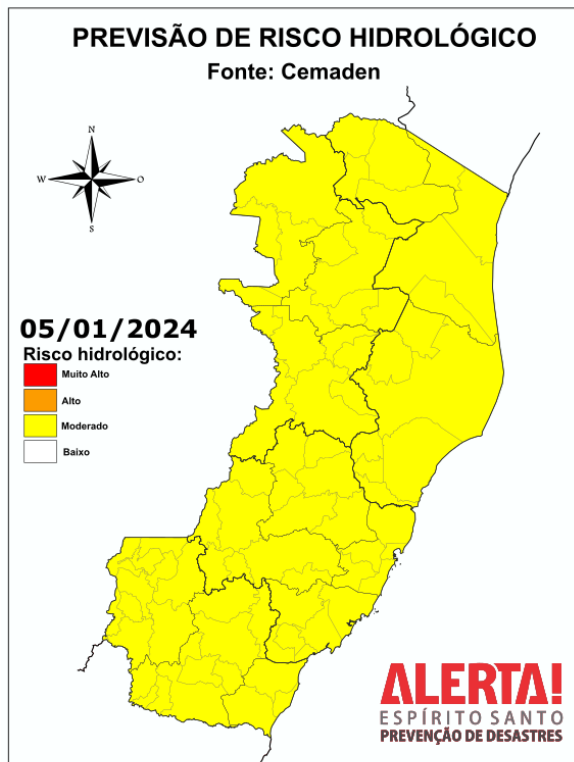 PREVISÃO DE RISCO HIDROLÓGICO
Fonte: Cemaden
N
W
O
S
05/01/2024
Risco hidrológico:
Muito Alto
Alto
Moderado
Baixo
ALERTA!
ESPÍRITO SANTO
PREVENÇÃO DE DESASTRES